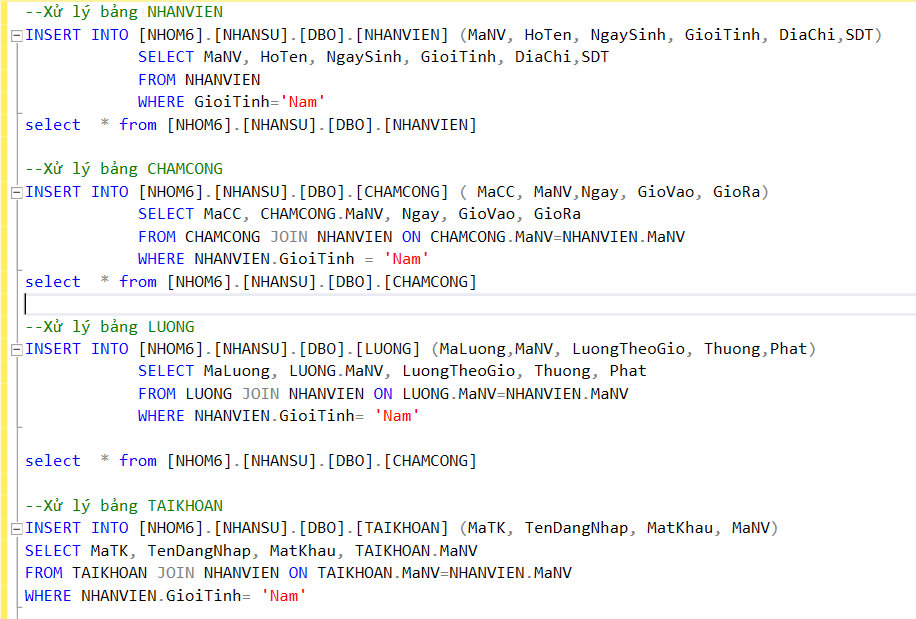 --Xử lý bảng NHANVIEN
INSERT INTO [NHOM6].[NHANSU].[DBO].[NHANVIEN] (MaNV, HoTen, NgaySinh, GioiTinh, DiaChi,SDT)
SELECT MaNV, HoTen, NgaySinh, GioiTinh, DiaChi,SDT
FROM NHANVIEN
WHERE GioiTinh='Nam'
select * from [NHOM6].[NHANSU].[DBO].[NHANVIEN]
--Xử lý bảng CHAMCONG
INSERT INTO [NHOM6].[NHANSU].[DBO].[CHAMCONG] ( MaCC, MaNV,Ngay, GioVao, GioRa)
SELECT MaCC, CHAMCONG.MaNV, Ngay, GioVao, GioRa
FROM CHAMCONG JOIN NHANVIEN ON CHAMCONG.MaNV=NHANVIEN.MaNV
WHERE NHANVIEN.GioiTinh = 'Nam'
select * from [NHOM6].[NHANSU].[DBO].[CHAMCONG]
--Xử lý bảng LUONG
INSERT INTO [NHOM6].[NHANSU].[DBO].[LUONG] (MaLuong,MaNV, LuongTheoGio, Thuong,Phat)
SELECT MaLuong, LUONG.MaNV, LuongTheoGio, Thuong, Phat
FROM LUONG JOIN NHANVIEN ON LUONG.MaNV=NHANVIEN.MaNV
WHERE NHANVIEN.GioiTinh= 'Nam'
select * from [NHOM6].[NHANSU].[DBO].[CHAMCONG]
--Xử lý bảng TAIKHOAN
INSERT INTO [NHOM6].[NHANSU].[DBO].[TAIKHOAN] (MaTK, TenDangNhap, MatKhau, MaNV)
SELECT MaTK, TenDangNhap, MatKhau, TAIKHOAN.MaNV
FROM TAIKHOAN JOIN NHANVIEN ON TAIKHOAN.MaNV=NHANVIEN.MaNV
WHERE NHANVIEN.GioiTinh= 'Nam'